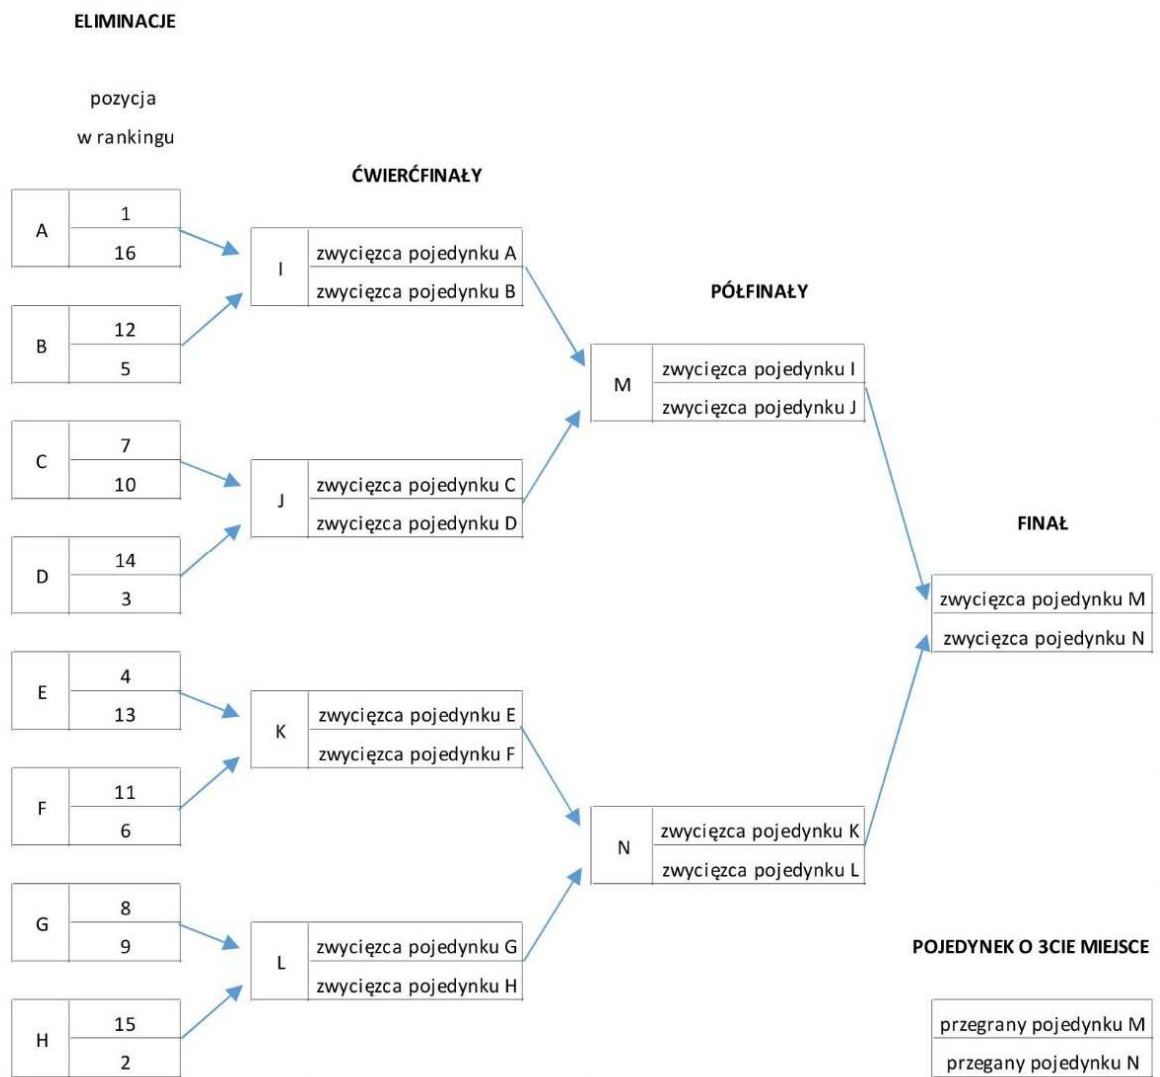 ELIMINACJE
pozycja
w rankingu
A
1
16
B
12
5
C
7
10
D
14
3
E
4
13
F
11
6
G
8
9
H
15
2
ĆWIERĆFINAŁY
I
zwycięzca pojedynku A
zwycięzca pojedynku B
J
zwycięzca pojedynku C
zwycięzca pojedynku D
K
zwycięzca pojedynku E
zwycięzca pojedynku F
L
zwycięzca pojedynku G
zwycięzca pojedynku H
PÓŁFINAŁY
M
zwycięzca pojedynku I
zwycięzca pojedynku J
N
zwycięzca pojedynku K
zwycięzca pojedynku L
FINAŁ
zwycięzca pojedynku M
zwycięzca pojedynku N
POJEDYNEK O 3CIE MIEJSCE
przegrany pojedynku M
przegany pojedynku N